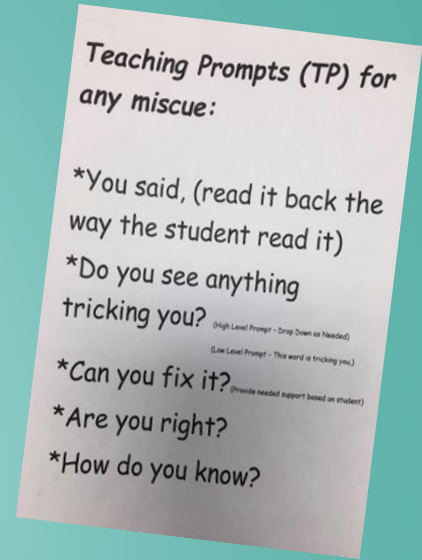 Teaching Prompts (TP) for
any miscue:
*You said, (read it back the
way the student read it)
*Do you see anything
tricking you? (High Level Prompt - Drop Down as Needed)
(Low Level Prompt - This word is tricking you.)
*Can you fix it? (Provide needed support based on student)
*Are you right?
*How do you know?